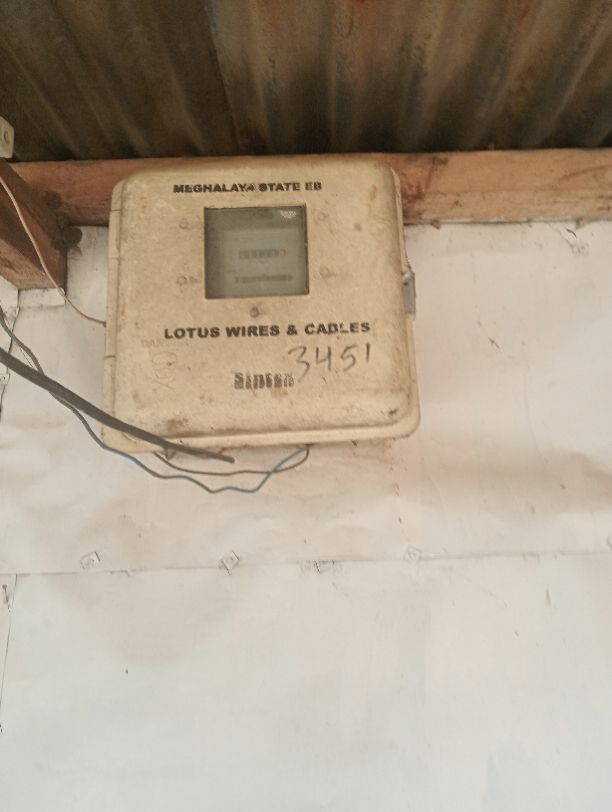 MEGHALAYA STATE EB
LOTUS WIRES & CABLES
3451
Sintex